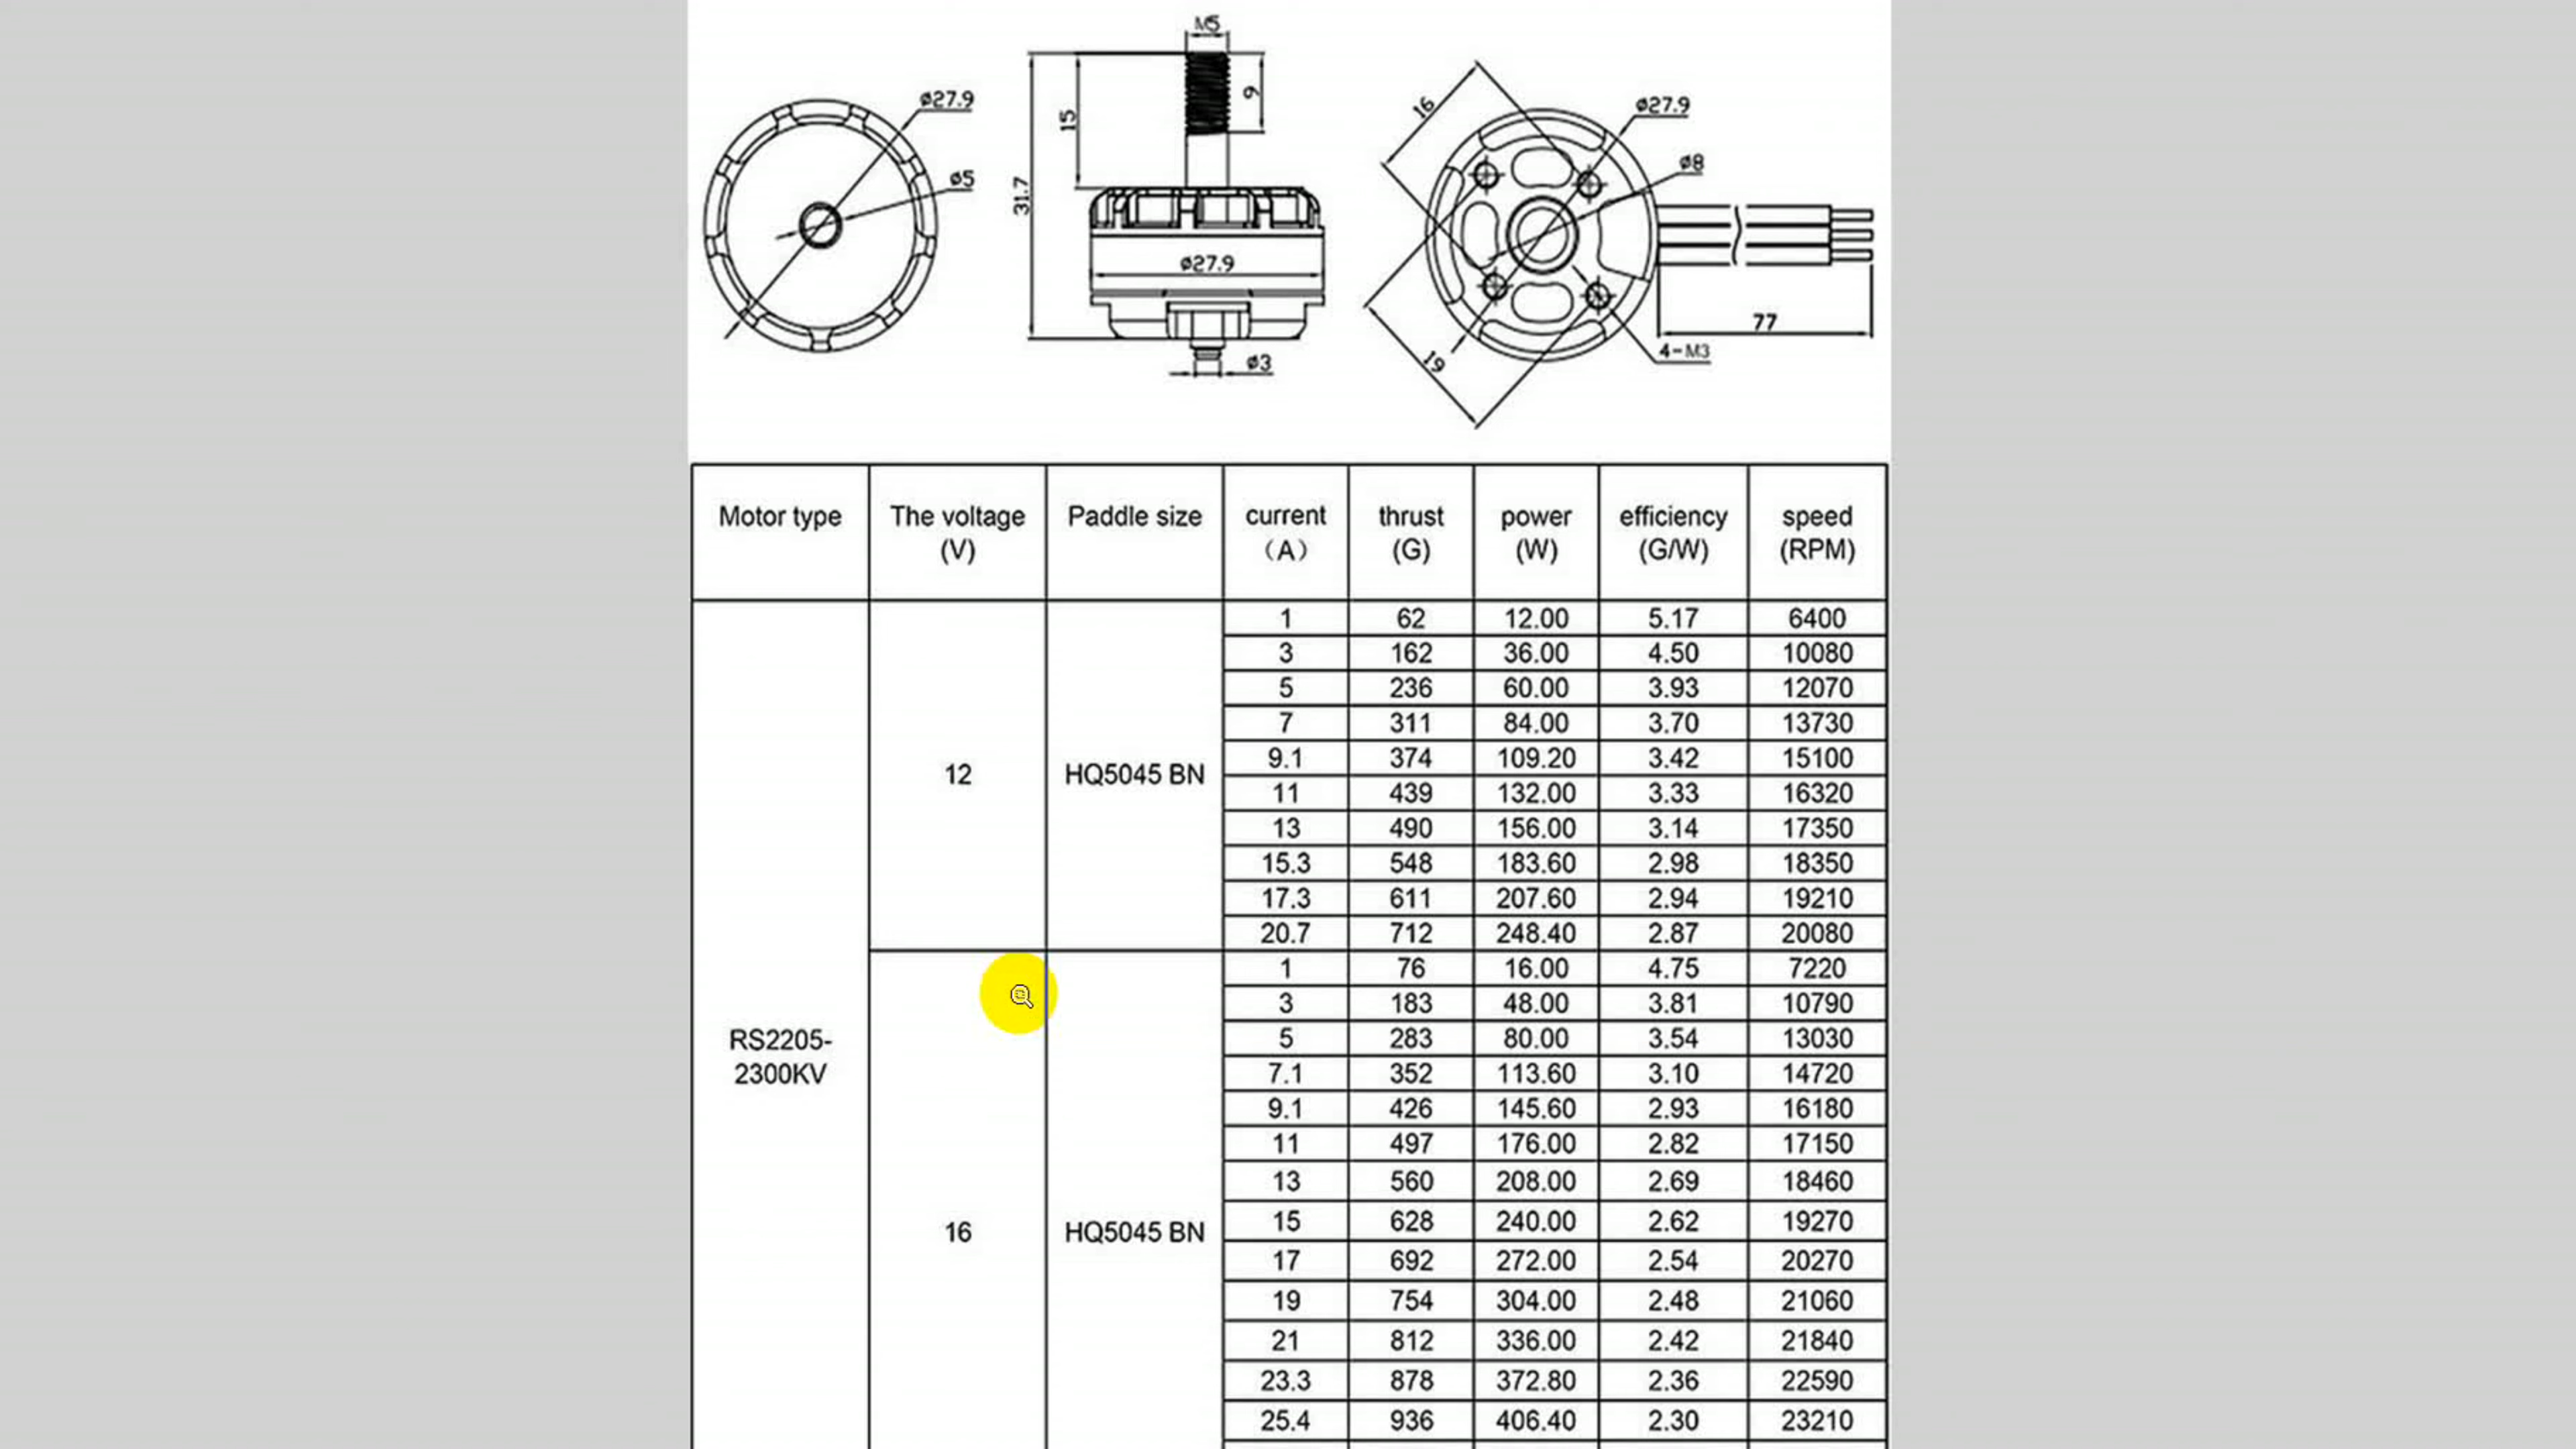 M5
ø27.9
ø5
31.7
15
9
ø27.9
ø3
16
ø27.9
ø8
19
77
4-M3
Motor type The voltage (V) Paddle size current (A) thrust (G) power (W) efficiency (G/W) speed (RPM)
RS2205-
2300KV
12 HQ5045 BN
1 62 12.00 5.17 6400
3 162 36.00 4.50 10080
5 236 60.00 3.93 12070
7 311 84.00 3.70 13730
9.1 374 109.20 3.42 15100
11 439 132.00 3.33 16320
13 490 156.00 3.14 17350
15.3 548 183.60 2.98 18350
17.3 611 207.60 2.94 19210
20.7 712 248.40 2.87 20080
16 HQ5045 BN
1 76 16.00 4.75 7220
3 183 48.00 3.81 10790
5 283 80.00 3.54 13030
7.1 352 113.60 3.10 14720
9.1 426 145.60 2.93 16180
11 497 176.00 2.82 17150
13 560 208.00 2.69 18460
15 628 240.00 2.62 19270
17 692 272.00 2.54 20270
19 754 304.00 2.48 21060
21 812 336.00 2.42 21840
23.3 878 372.80 2.36 22590
25.4 936 406.40 2.30 23210